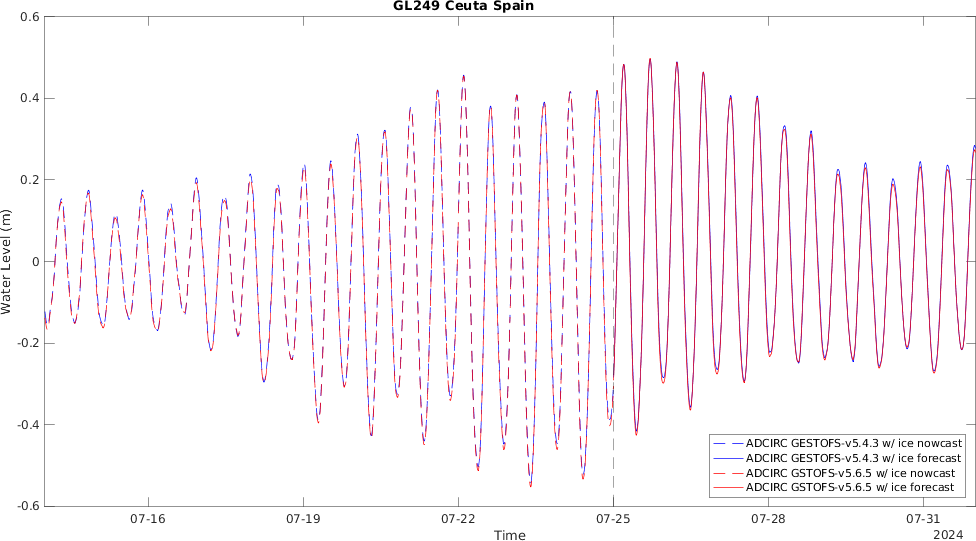 GL249 Ceuta Spain
0.6
0.4
0.2
0
-0.2
-0.4
-0.6
Water Level (m)
ADCIRC GESTOFS-v5.4.3 w/ ice nowcast
ADCIRC GESTOFS-v5.4.3 w/ ice forecast
ADCIRC GSTOFS-v5.6.5 w/ ice nowcast
ADCIRC GSTOFS-v5.6.5 w/ ice forecast
07-16 07-19 07-22 07-25 07-28 07-31
Time
2024